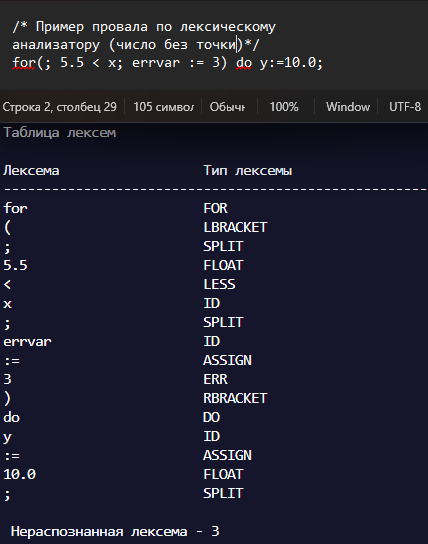 /* Пример провала по лексическому
анализатору (число без точки)*/
for(; 5.5 < x; errvar := 3) do y:=10.0;
Строка 2, столбец 29 105 символ Обычн 100% Window UTF-8
Таблица лексем
Лексема Тип лексемы
-----------------------------------------------------
for FOR
( LBRACKET
; SPLIT
5.5 FLOAT
< LESS
x ID
; SPLIT
errvar ID
:= ASSIGN
3 ERR
) RBRACKET
do DO
y ID
:= ASSIGN
10.0 FLOAT
; SPLIT
Нераспознанная лексема - 3